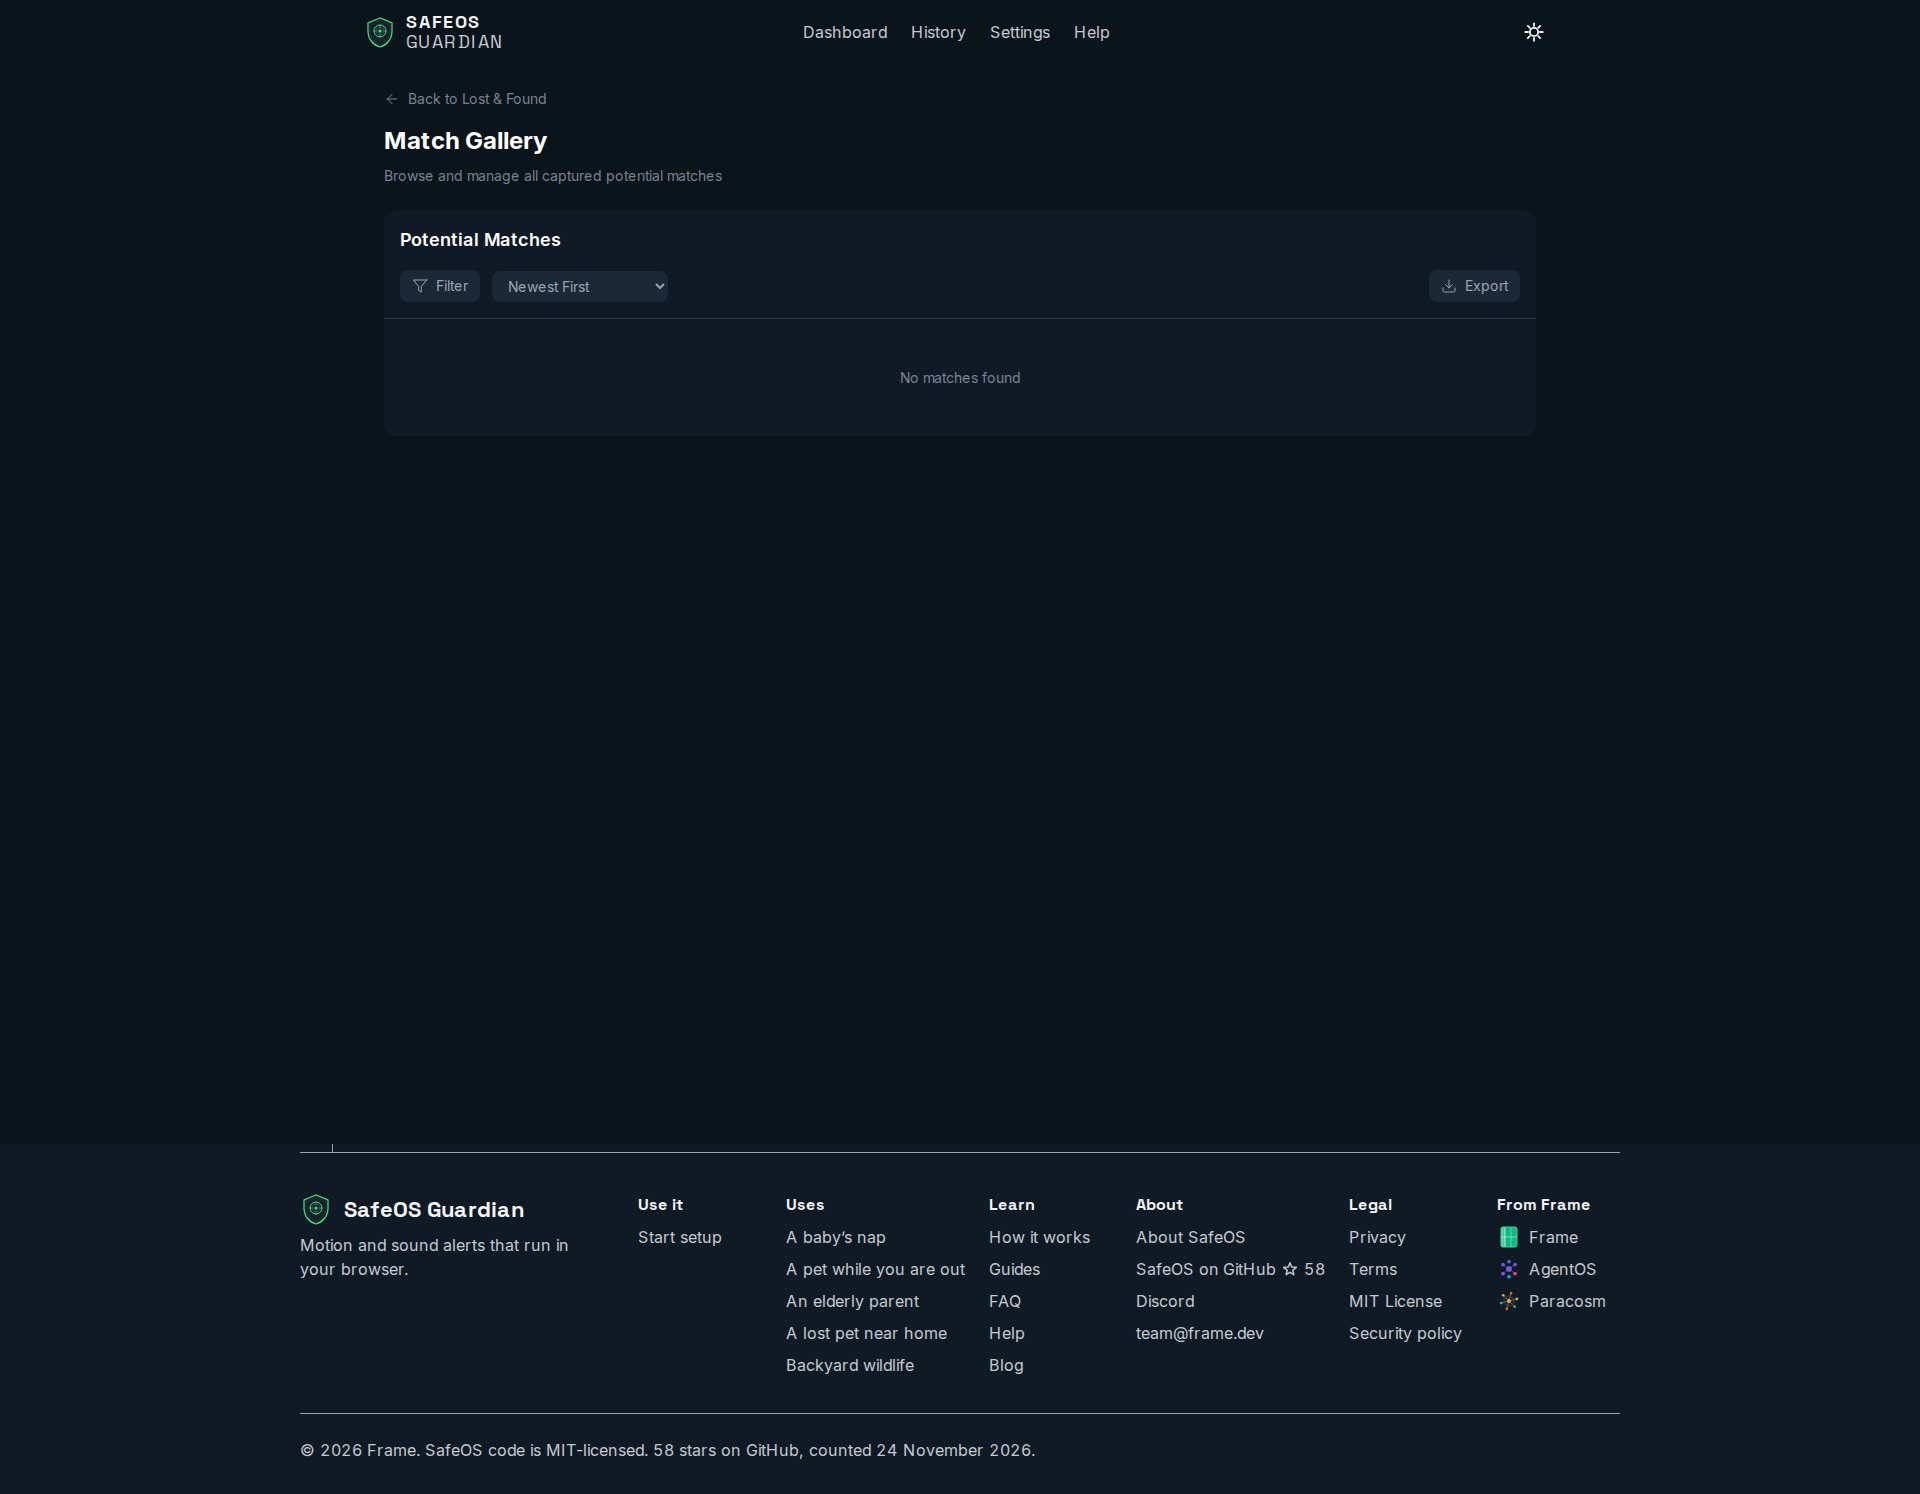 SAFEOS
GUARDIAN
Dashboard History Settings Help
Back to Lost & Found
Match Gallery
Browse and manage all captured potential matches
Potential Matches
Filter
Newest First
Export
No matches found
SafeOS Guardian
Motion and sound alerts that run in
your browser.
Use it
Start setup
Uses
A baby’s nap
A pet while you are out
An elderly parent
A lost pet near home
Backyard wildlife
Learn
How it works
Guides
FAQ
Help
Blog
About
About SafeOS
SafeOS on GitHub ☆ 58
Discord
team@frame.dev
Legal
Privacy
Terms
MIT License
Security policy
From Frame
Frame
AgentOS
Paracosm
© 2026 Frame. SafeOS code is MIT-licensed. 58 stars on GitHub, counted 24 November 2026.